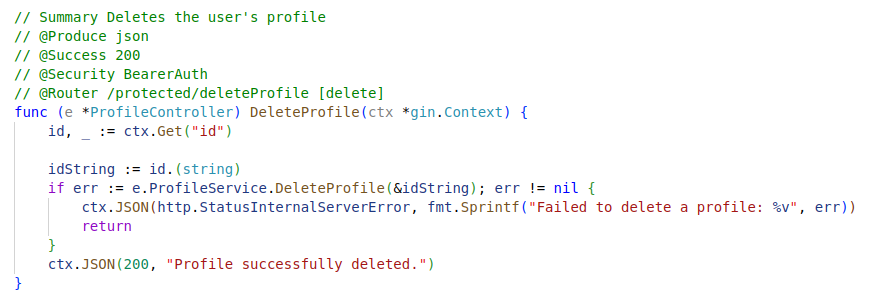 // Summary Deletes the user's profile
// @Produce json
// @Success 200
// @Security BearerAuth
// @Router /protected/deleteProfile [delete]
func (e *ProfileController) DeleteProfile(ctx *gin.Context) {
    id, _ := ctx.Get("id")

    idString := id.(string)
    if err := e.ProfileService.DeleteProfile(&idString); err != nil {
        ctx.JSON(http.StatusInternalServerError, fmt.Sprintf("Failed to delete a profile: %v", err))
        return
    }
    ctx.JSON(200, "Profile successfully deleted.")
}